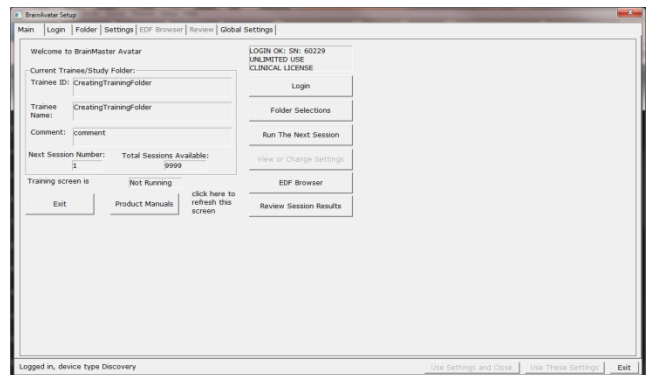 BrainAvatar Setup
Main Login Folder Settings EDF Browser Review Global Settings
Welcome to BrainMaster Avatar
Current Trainee/Study Folder:
Trainee ID: CreatingTrainingFolder
Trainee Name: CreatingTrainingFolder
Comment: comment
Next Session Number: Total Sessions Available:
1 9999
Training screen is Not Running
Exit
Product Manuals
click here to
refresh this
screen
LOGIN OK: SN: 60229
UNLIMITED USE
CLINICAL LICENSE
Login
Folder Selections
Run The Next Session
View or Change Settings
EDF Browser
Review Session Results
Logged in, device type Discovery
Use Settings and Close Use These Settings Exit